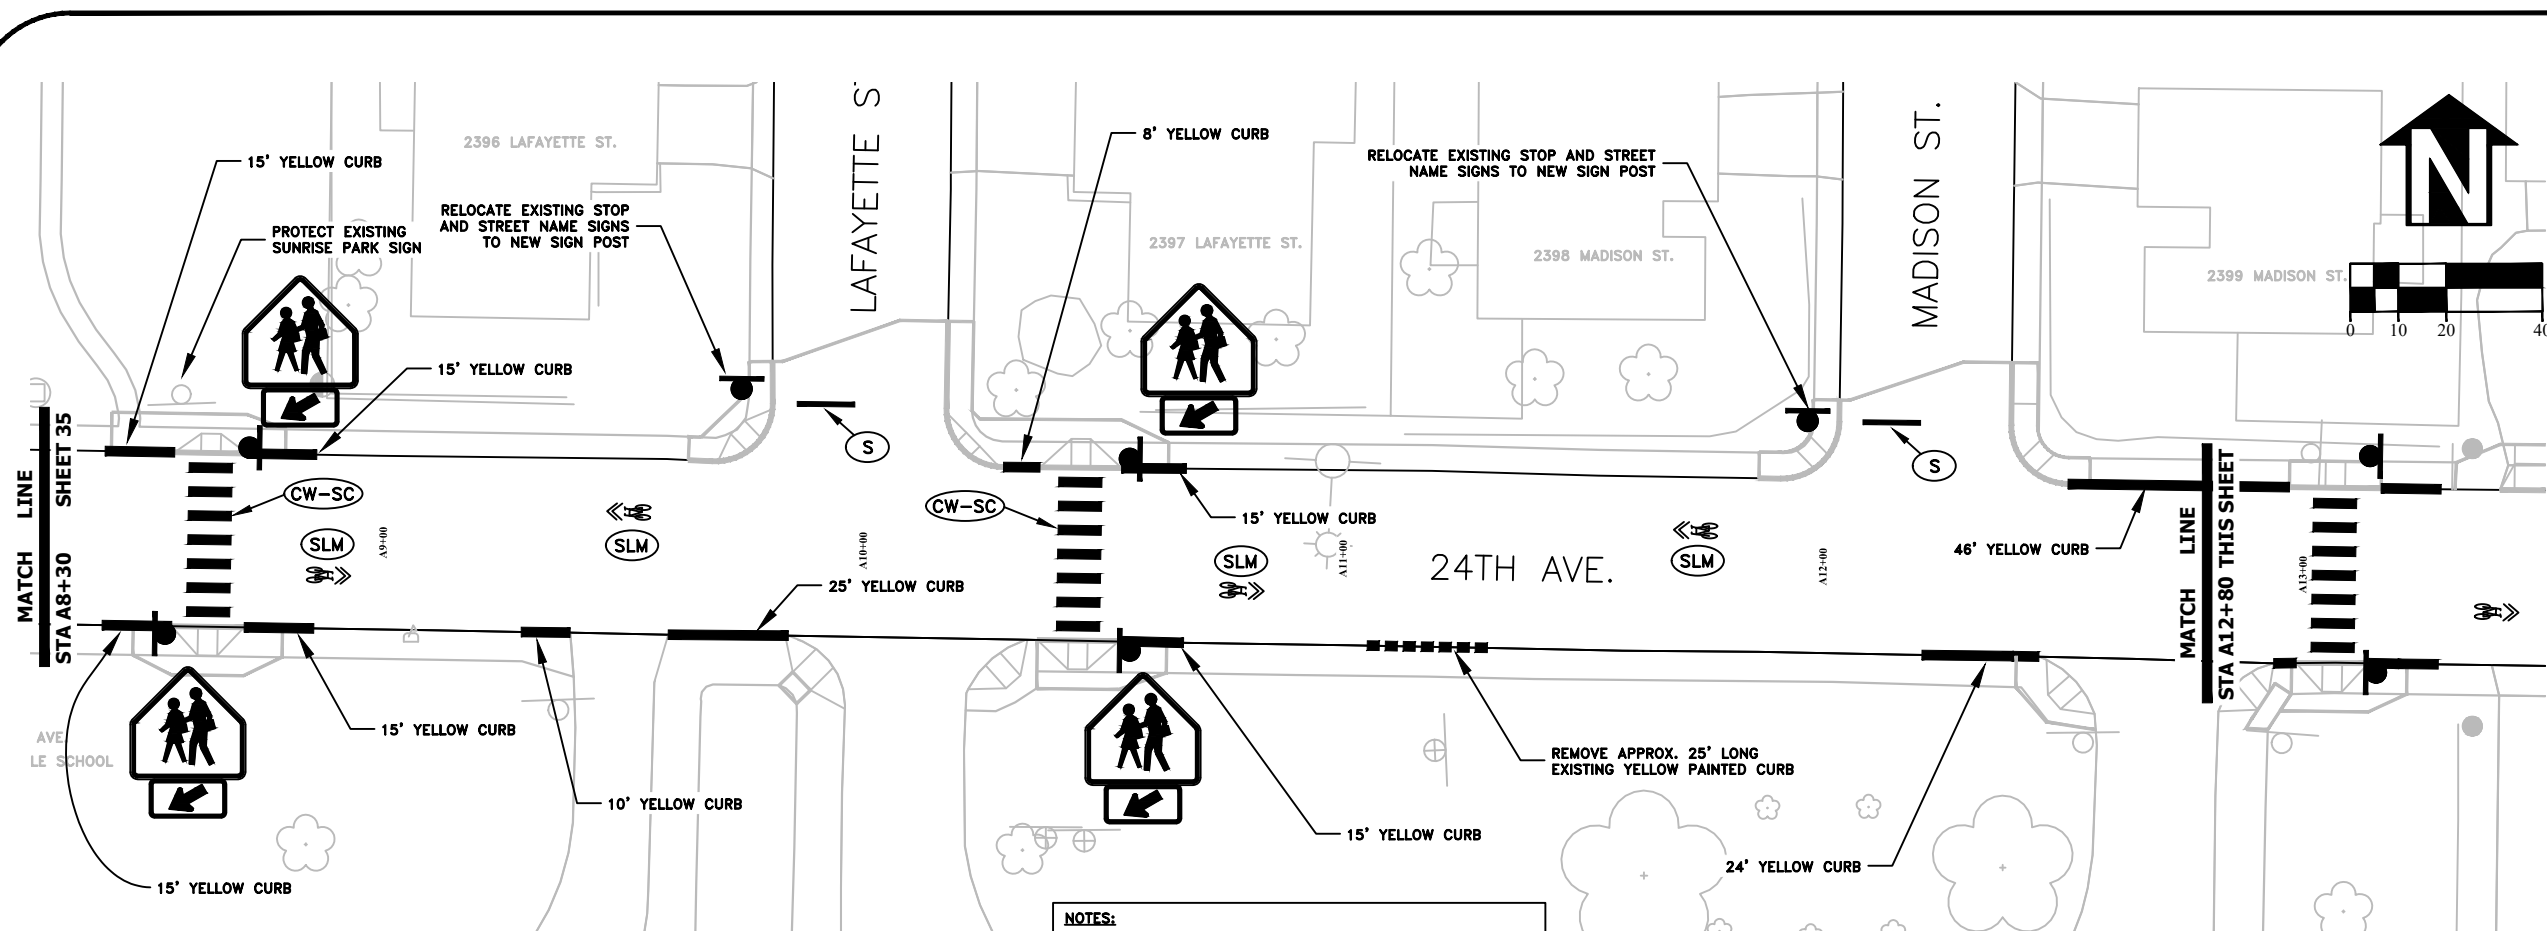 LAFAYETTE S
MADISON ST.
2396 LAFAYETTE ST.
8' YELLOW CURB
15' YELLOW CURB
RELOCATE EXISTING STOP AND STREET
NAME SIGNS TO NEW SIGN POST
N
RELOCATE EXISTING STOP
AND STREET NAME SIGNS
TO NEW SIGN POST
PROTECT EXISTING
SUNRISE PARK SIGN
2397 LAFAYETTE ST.
2398 MADISON ST.
2399 MADISON ST.
0 10 20 40
15' YELLOW CURB
S
S
MATCH LINE
STA A8+30 SHEET 35
CW-SC
CW-SC
15' YELLOW CURB
SLM
A9+00
SLM
A10+00
SLM
A11+00
24TH AVE.
SLM
A12+00
46' YELLOW CURB
MATCH LINE
STA A12+80 THIS SHEET
A13+00
25' YELLOW CURB
15' YELLOW CURB
AVE.
LE SCHOOL
REMOVE APPROX. 25' LONG
EXISTING YELLOW PAINTED CURB
10' YELLOW CURB
15' YELLOW CURB
24' YELLOW CURB
15' YELLOW CURB
NOTES: